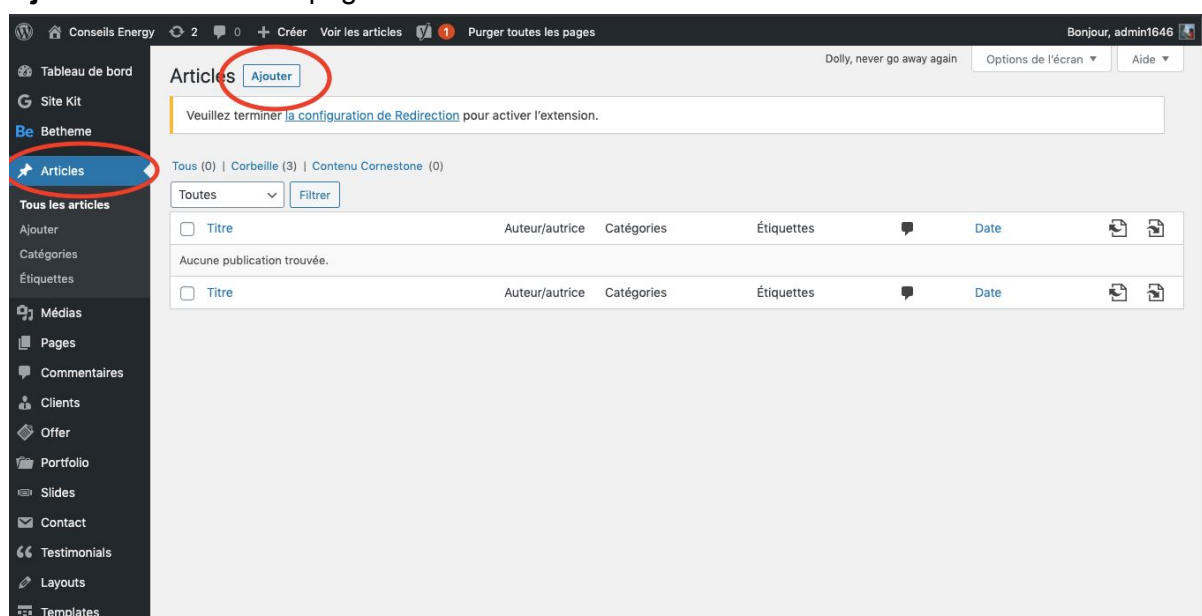 Conseils Energy 2 0 + Créer Voir les articles 1 Purger toutes les pages Bonjour, admin1646
Tableau de bord
Site Kit
Be Betheme
Articles
Tous les articles
Ajouter
Catégories
Étiquettes
Médias
Pages
Commentaires
Clients
Offer
Portfolio
Slides
Contact
Testimonials
Layouts
Templates
Dolly, never go away again Options de l'écran ▼ Aide ▼
Articles Ajouter
Veuillez terminer la configuration de Redirection pour activer l'extension.
Tous (0) | Corbeille (3) | Contenu Cornestone (0)
Toutes Filtrer
Titre Auteur/autrice Catégories Étiquettes Date
Aucune publication trouvée.
Titre Auteur/autrice Catégories Étiquettes Date